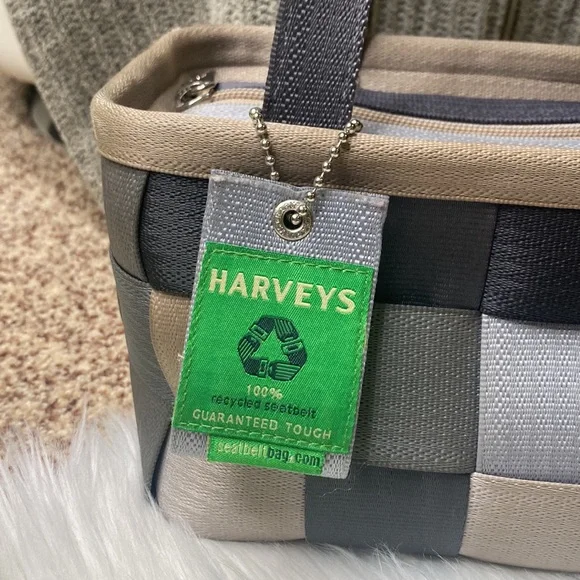 HARVEYS
100%
recycled seatbelt
GUARANTEED TOUGH
seatbeltbag.com